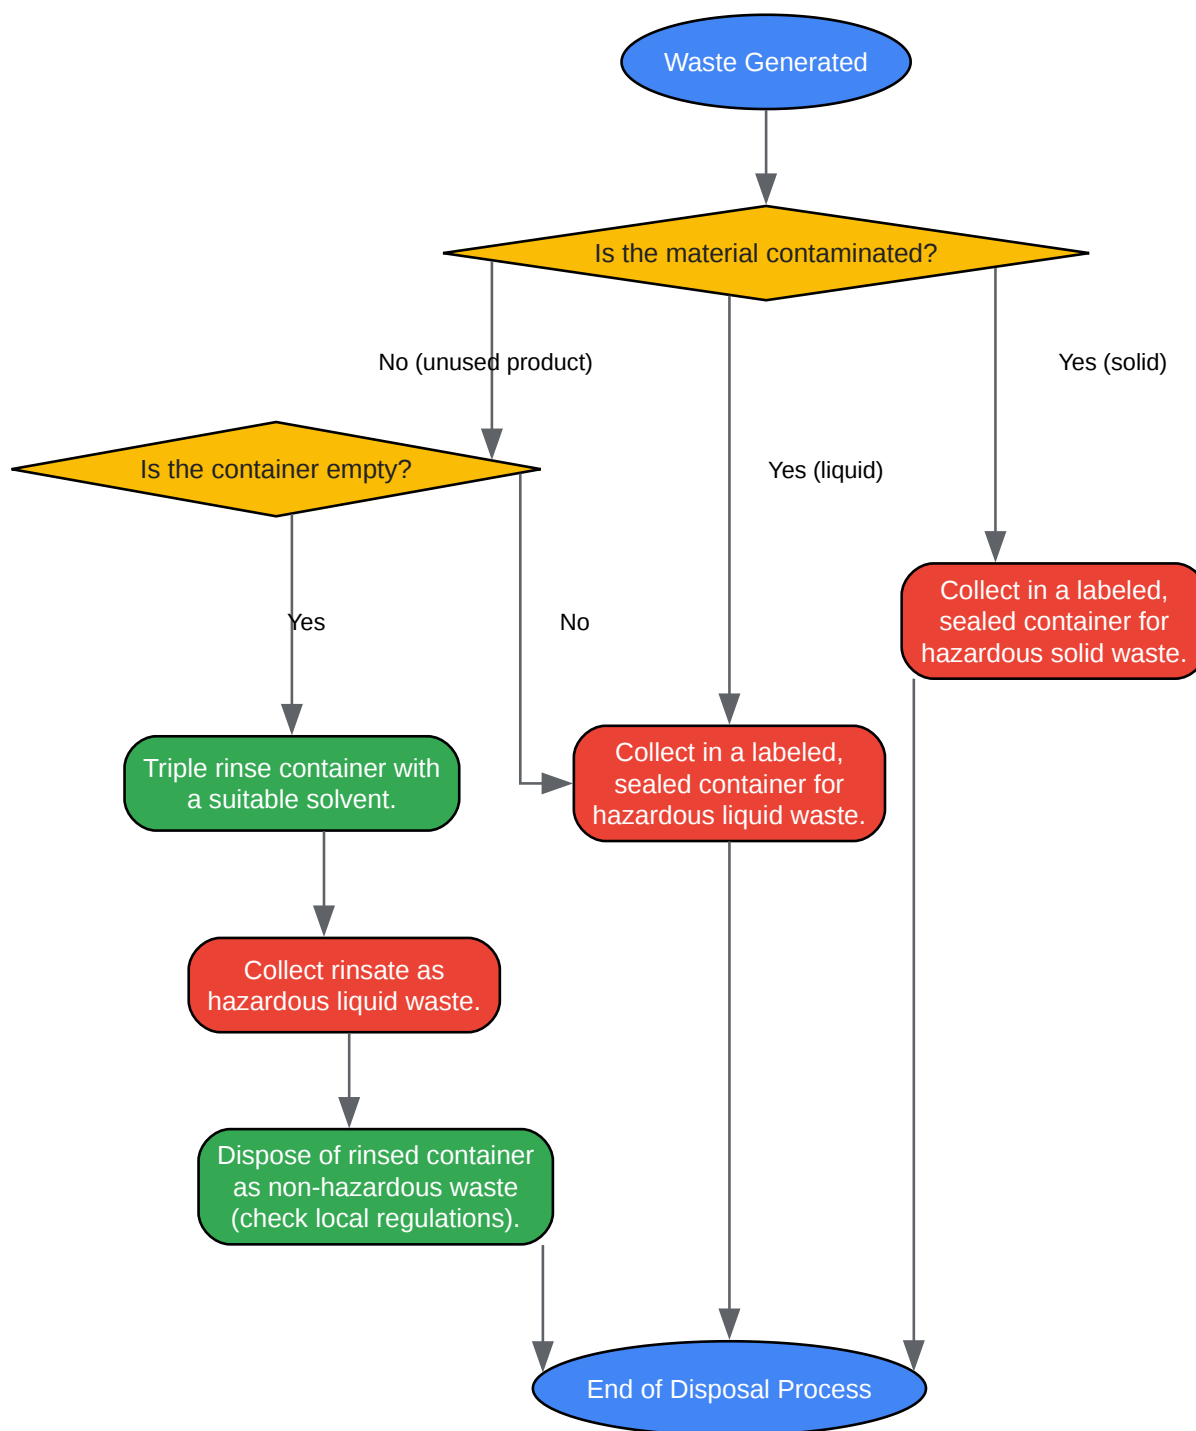 Waste Generated
Is the material contaminated?
No (unused product)
Yes (solid)
Is the container empty?
Yes (liquid)
Collect in a labeled,
sealed container for
hazardous solid waste.
Yes
No
Triple rinse container with
a suitable solvent.
Collect in a labeled,
sealed container for
hazardous liquid waste.
Collect rinsate as
hazardous liquid waste.
Dispose of rinsed container
as non-hazardous waste
(check local regulations).
End of Disposal Process